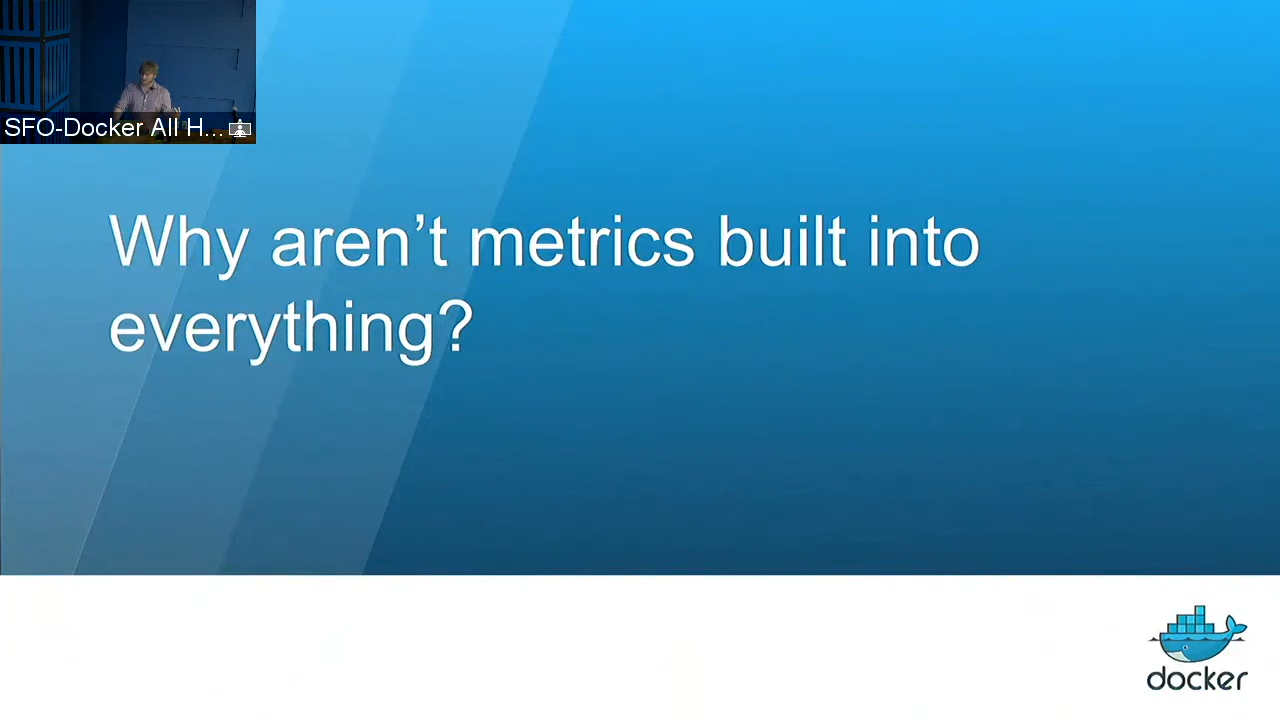 SFO-Docker All H...
Why aren’t metrics built into
everything?
docker